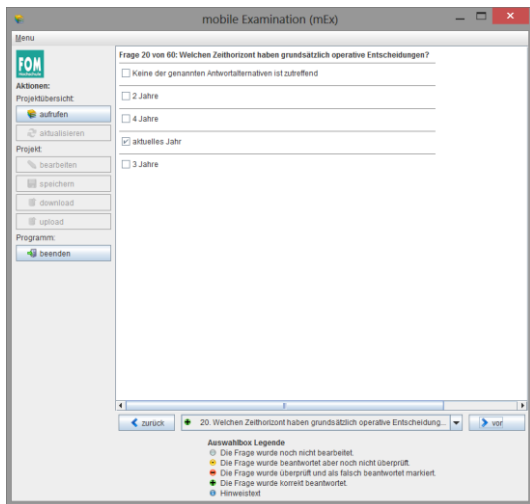 mobile Examination (mEx)
Menu
FOM
Hochschule
Aktionen:
Projektübersicht:
aufrufen
aktualisieren
Projekt:
bearbeiten
speichern
download
upload
Programm:
beenden
Frage 20 von 60: Welchen Zeithorizont haben grundsätzlich operative Entscheidungen?
Keine der genannten Antwortalternativen ist zutreffend
2 Jahre
4 Jahre
aktuelles Jahr
3 Jahre
zurück
20. Welchen Zeithorizont haben grundsätzlich operative Entscheidung...
vor
Auswahlbox Legende
Die Frage wurde noch nicht bearbeitet.
Die Frage wurde beantwortet aber noch nicht überprüft.
Die Frage wurde überprüft und als falsch beantwortet markiert.
Die Frage wurde korrekt beantwortet.
Hinweistext